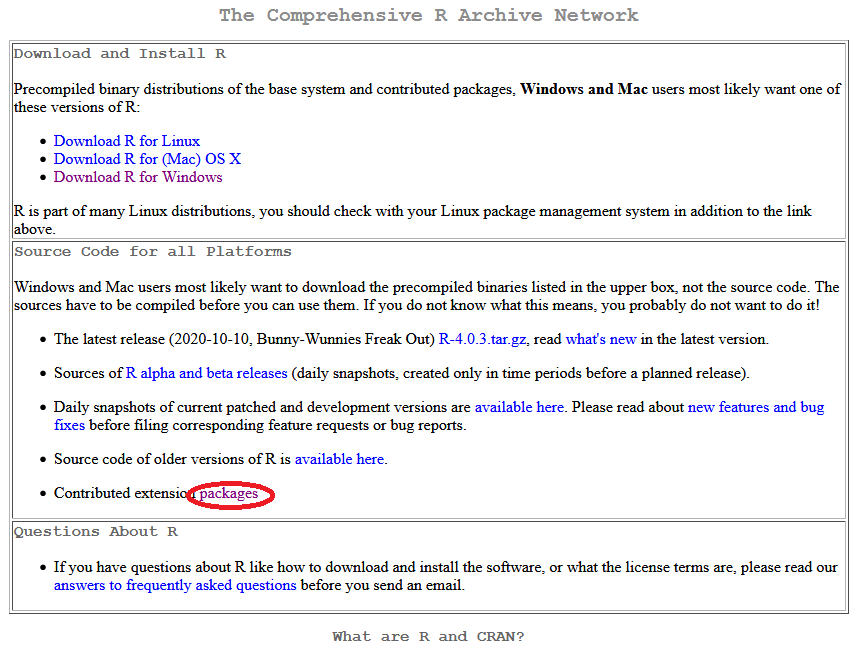 The Comprehensive R Archive Network
Download and Install R
Precompiled binary distributions of the base system and contributed packages, Windows and Mac users most likely want one of
these versions of R:
Download R for Linux
Download R for (Mac) OS X
Download R for Windows
R is part of many Linux distributions, you should check with your Linux package management system in addition to the link
above.
Source Code for all Platforms
Windows and Mac users most likely want to download the precompiled binaries listed in the upper box, not the source code. The
sources have to be compiled before you can use them. If you do not know what this means, you probably do not want to do it!
The latest release (2020-10-10, Bunny-Wunnies Freak Out) R-4.0.3.tar.gz, read what's new in the latest version.
Sources of R alpha and beta releases (daily snapshots, created only in time periods before a planned release).
Daily snapshots of current patched and development versions are available here. Please read about new features and bug
fixes before filing corresponding feature requests or bug reports.
Source code of older versions of R is available here.
Contributed extension packages
Questions About R
If you have questions about R like how to download and install the software, or what the license terms are, please read our
answers to frequently asked questions before you send an email.
What are R and CRAN?